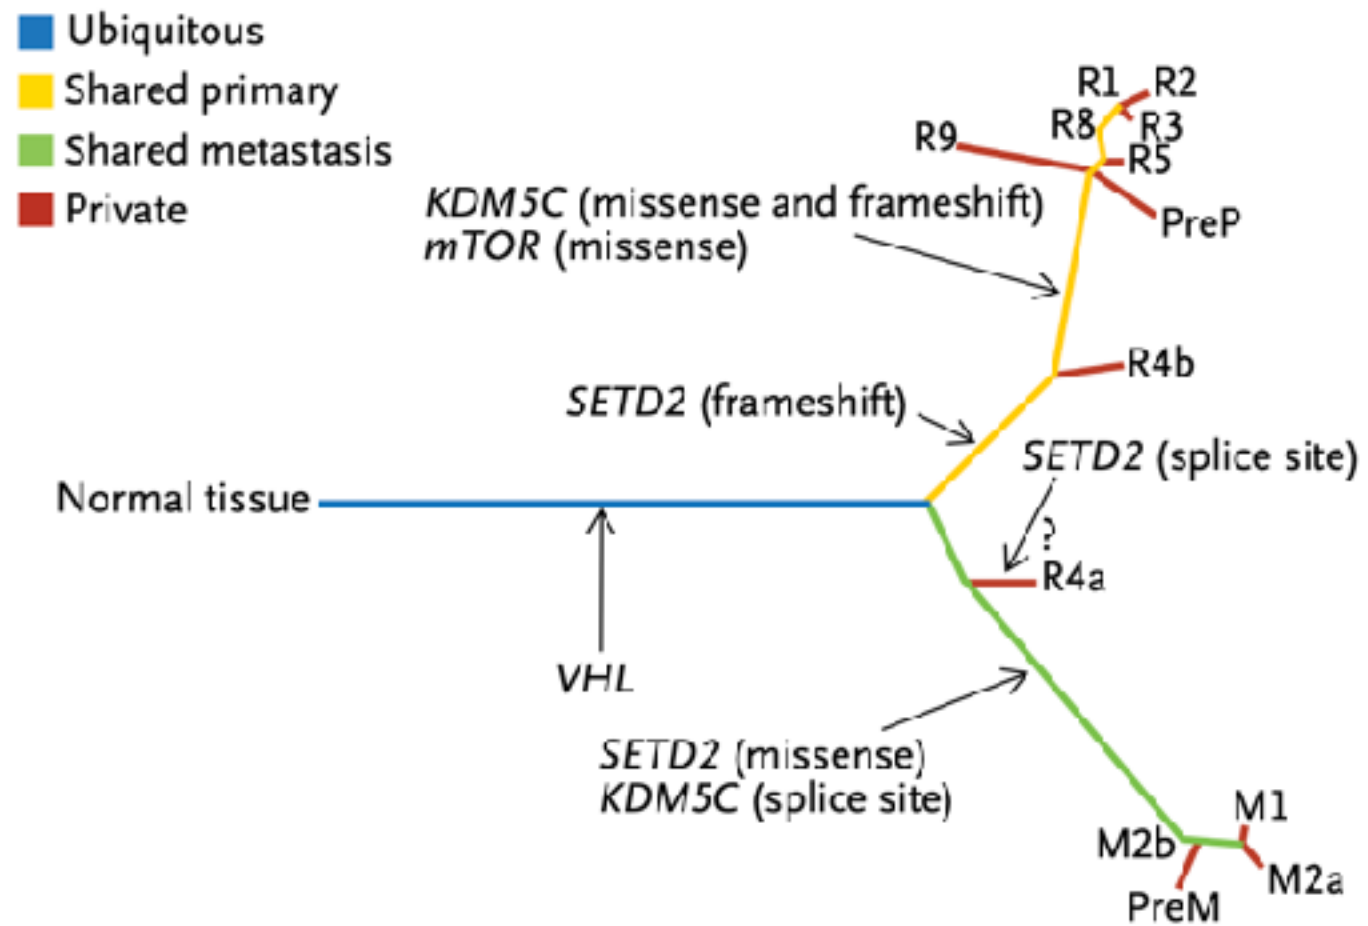 Ubiquitous
Shared primary
Shared metastasis
Private
R1
R2
R8
R3
R9
R5
KDM5C (missense and frameshift)
mTOR (missense)
PreP
R4b
SETD2 (frameshift)
SETD2 (splice site)
Normal tissue
?
R4a
VHL
SETD2 (missense)
KDM5C (splice site)
M1
M2b
M2a
PreM